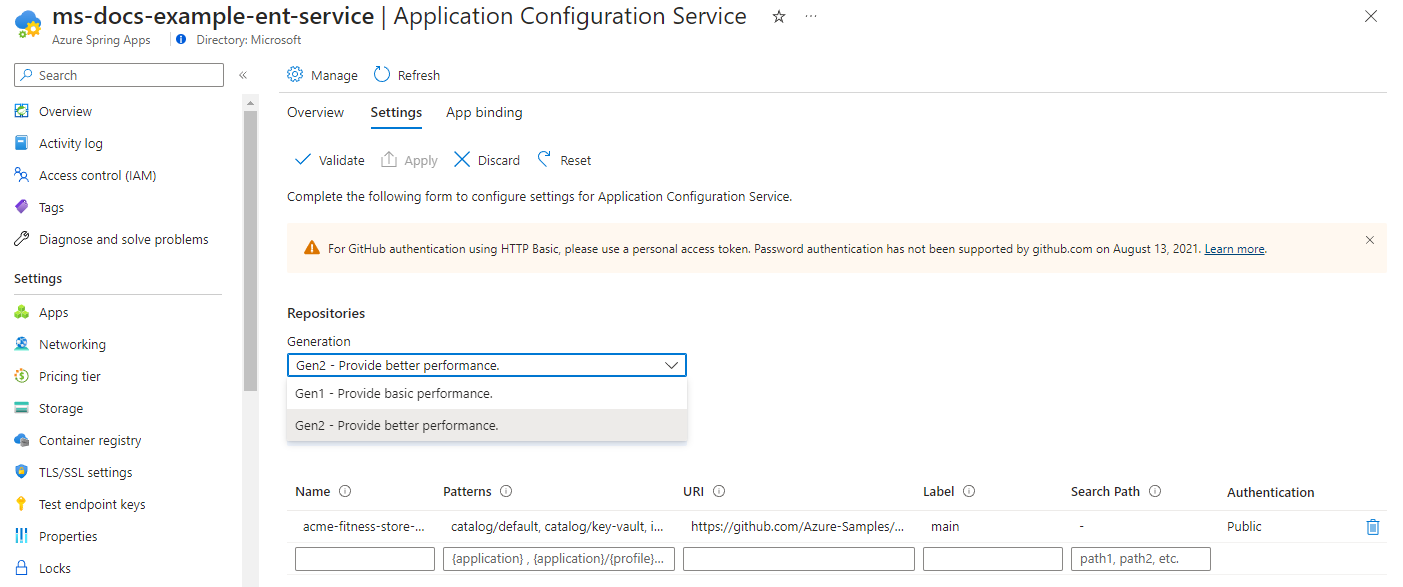 ms-docs-example-ent-service | Application Configuration Service
Azure Spring Apps
Directory: Microsoft
Search
Overview
Activity log
Access control (IAM)
Tags
Diagnose and solve problems
Settings
Apps
Networking
Pricing tier
Storage
Container registry
TLS/SSL settings
Test endpoint keys
Properties
Locks
Manage Refresh
Overview Settings App binding
Validate Apply Discard Reset
Complete the following form to configure settings for Application Configuration Service.
For GitHub authentication using HTTP Basic, please use a personal access token. Password authentication has not been supported by github.com on August 13, 2021. Learn more.
Repositories
Generation
Gen2 - Provide better performance.
Gen1 - Provide basic performance.
Gen2 - Provide better performance.
Name Patterns URI Label Search Path Authentication
acme-fitness-store-... catalog/default, catalog/key-vault, i... https://github.com/Azure-Samples/... main - Public
{application} , {application}/{profile}... path1, path2, etc.